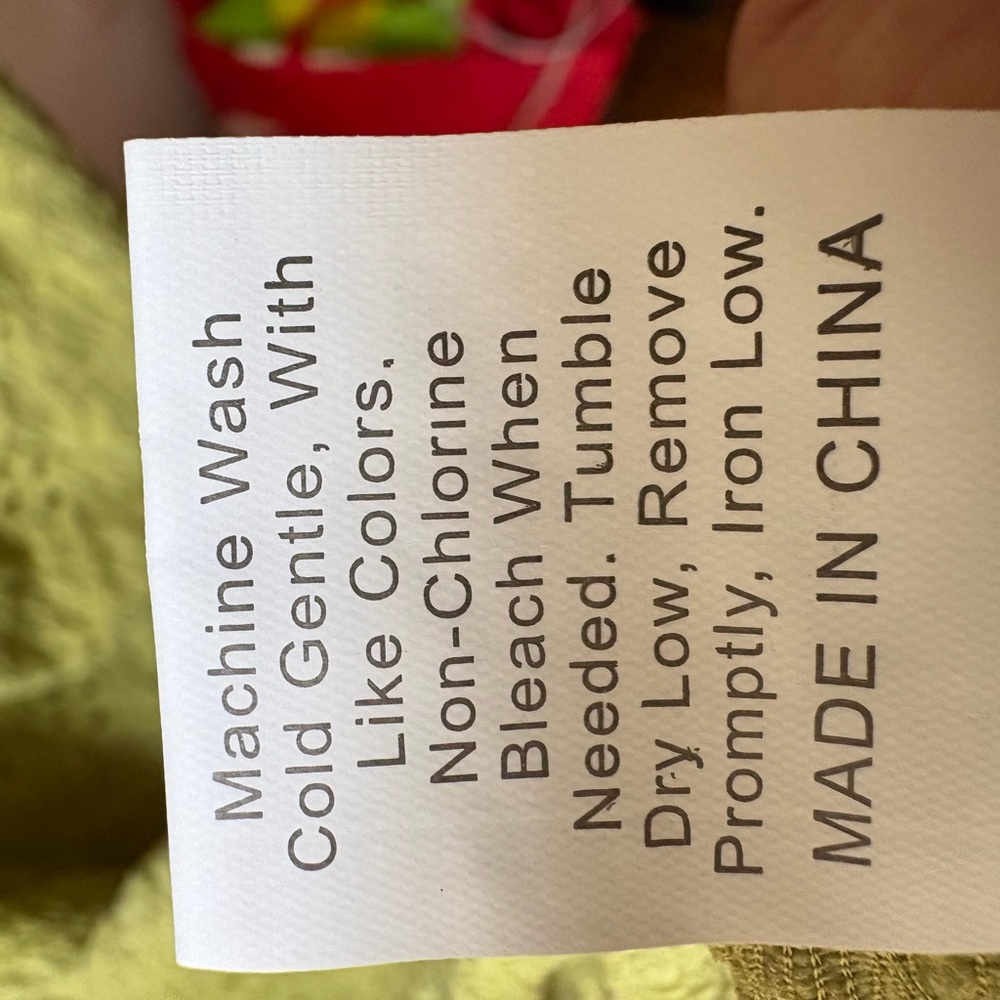 Machine Wash
Cold Gentle, With
Like Colors.
Non-Chlorine
Bleach When
Needed. Tumble
Dry Low, Remove
Promptly, Iron Low.
MADE IN CHINA